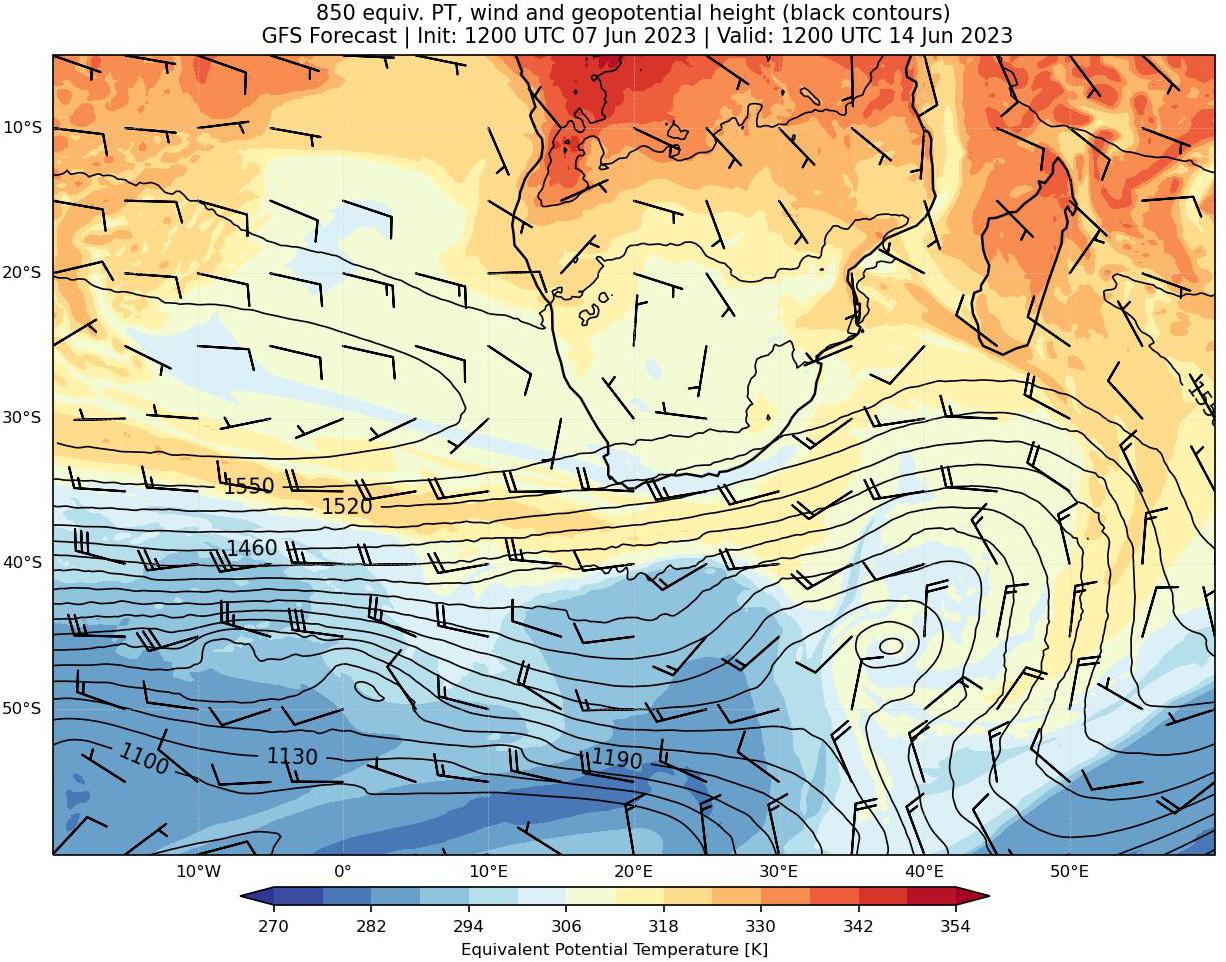 850 equiv. PT, wind and geopotential height (black contours)
GFS Forecast | Init: 1200 UTC 07 Jun 2023 | Valid: 1200 UTC 14 Jun 2023
10°S
20°S
30°S
40°S
50°S
1550
1520
1460
1100
1130
1190
10°W
0°
10°E
20°E
30°E
40°E
50°E
270
282
294
306
318
330
342
354
Equivalent Potential Temperature [K]